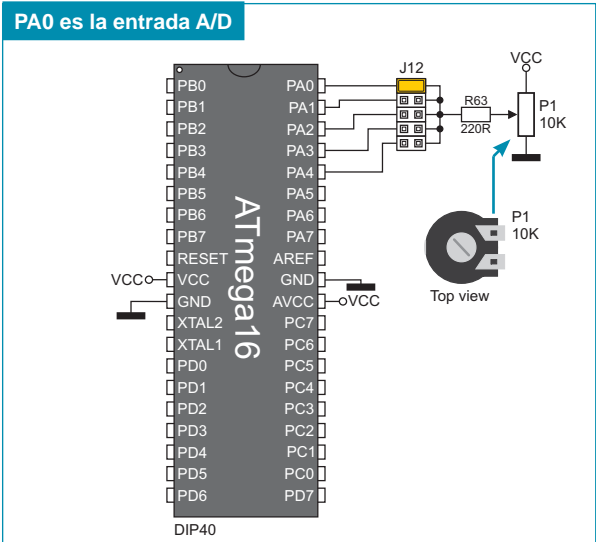 PA0 es la entrada A/D
VCC
J12
PB0 PA0
PB1 PA1
R63
P1
PB2 PA2
220R
10K
PB3 PA3
PB4 PA4
PB5 PA5
PB6 PA6
PB7 PA7
P1
10K
RESET AREF
VCC VCC GND
GND AVCC VCC
Top view
XTAL2 PC7
XTAL1 PC6
PD0 PC5
PD1 PC4
PD2 PC3
PD3 PC2
PD4 PC1
PD5 PC0
PD6 PD7
ATmega16
DIP40